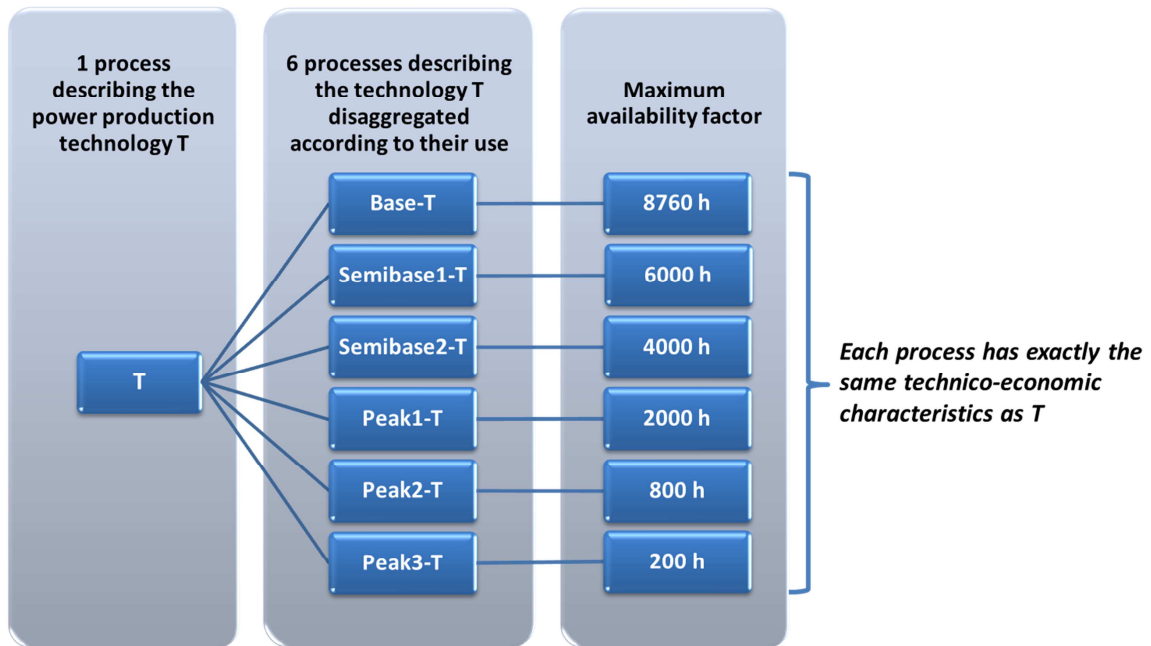 1 process
describing the
power production
technology T
6 processes describing
the technology T
disaggregated
according to their use
Maximum
availability factor
T
Base-T
8760 h
Semibase1-T
6000 h
Semibase2-T
4000 h
Peak1-T
2000 h
Peak2-T
800 h
Peak3-T
200 h
Each process has exactly the
same technico-economic
characteristics as T